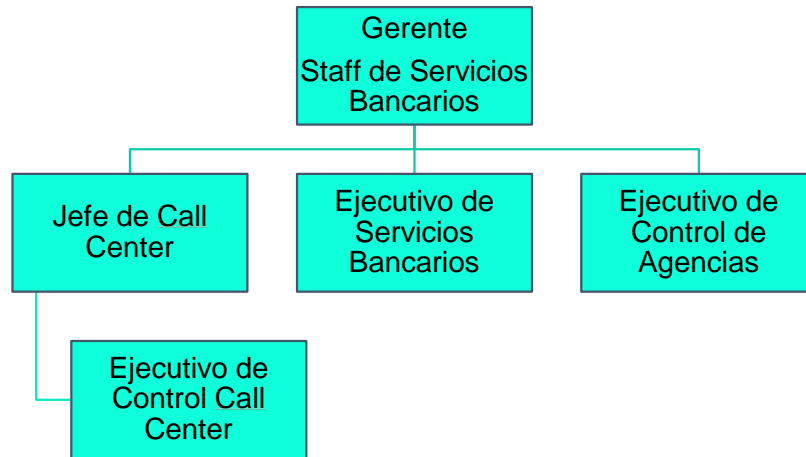 Gerente
Staff de Servicios
Bancarios
Jefe de Call
Center
Ejecutivo de
Servicios
Bancarios
Ejecutivo de
Control de
Agencias
Ejecutivo de
Control Call
Center